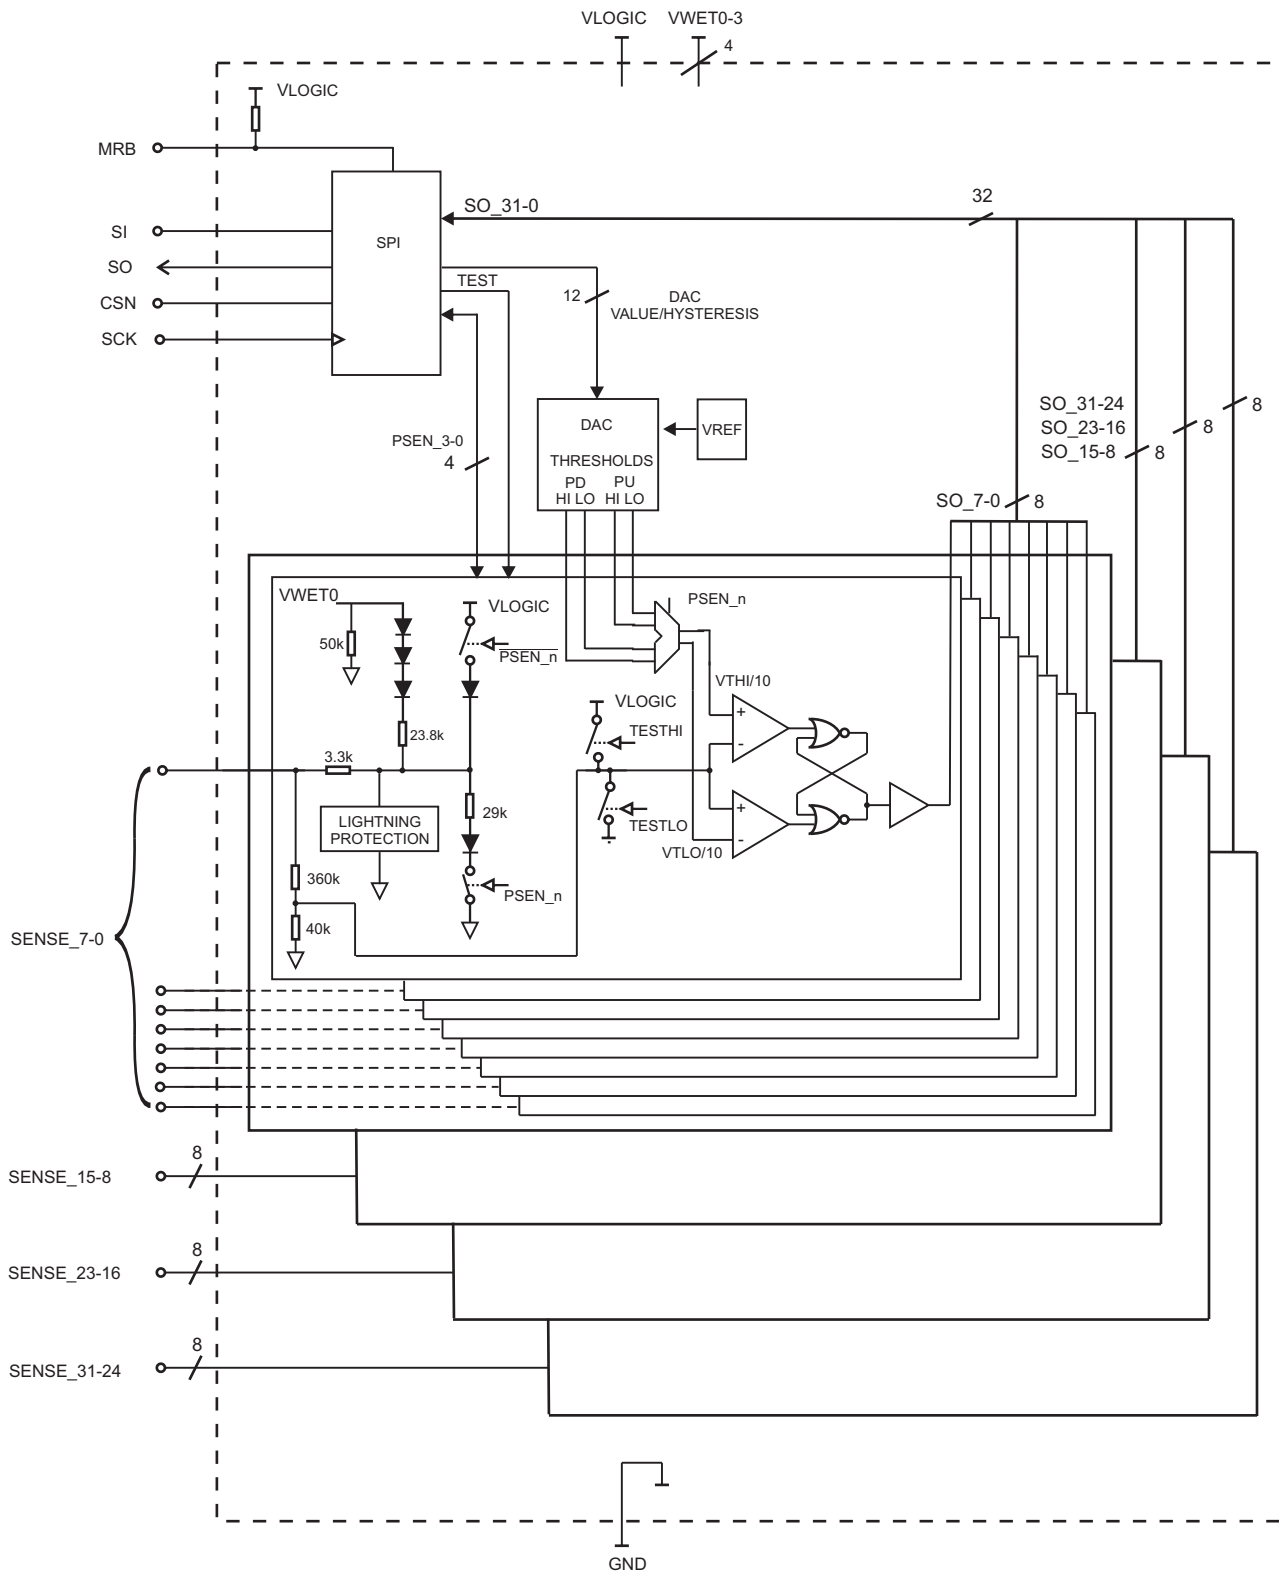 VLOGIC VWET0-3
4
VLOGIC
MRB
SO_31-0
32
SI
SPI
SO
TEST
12
DAC
VALUE/HYSTERESIS
CSN
SCK
SO_31-24
8
SO_23-16
8
SO_15-8
8
DAC
VREF
PSEN_3-0
4
THRESHOLDS
PD PU
HI LO HI LO
SO_7-0
8
VWET0
VLOGIC
PSEN_n
50k
PSEN_n
VTHI/10
VLOGIC
+
23.8k
TESTHI
-
3.3k
LIGHTNING
PROTECTION
29k
+
TESTLO
-
VTLO/10
360k
PSEN_n
40k
SENSE_7-0
8
SENSE_15-8
8
SENSE_23-16
8
SENSE_31-24
GND